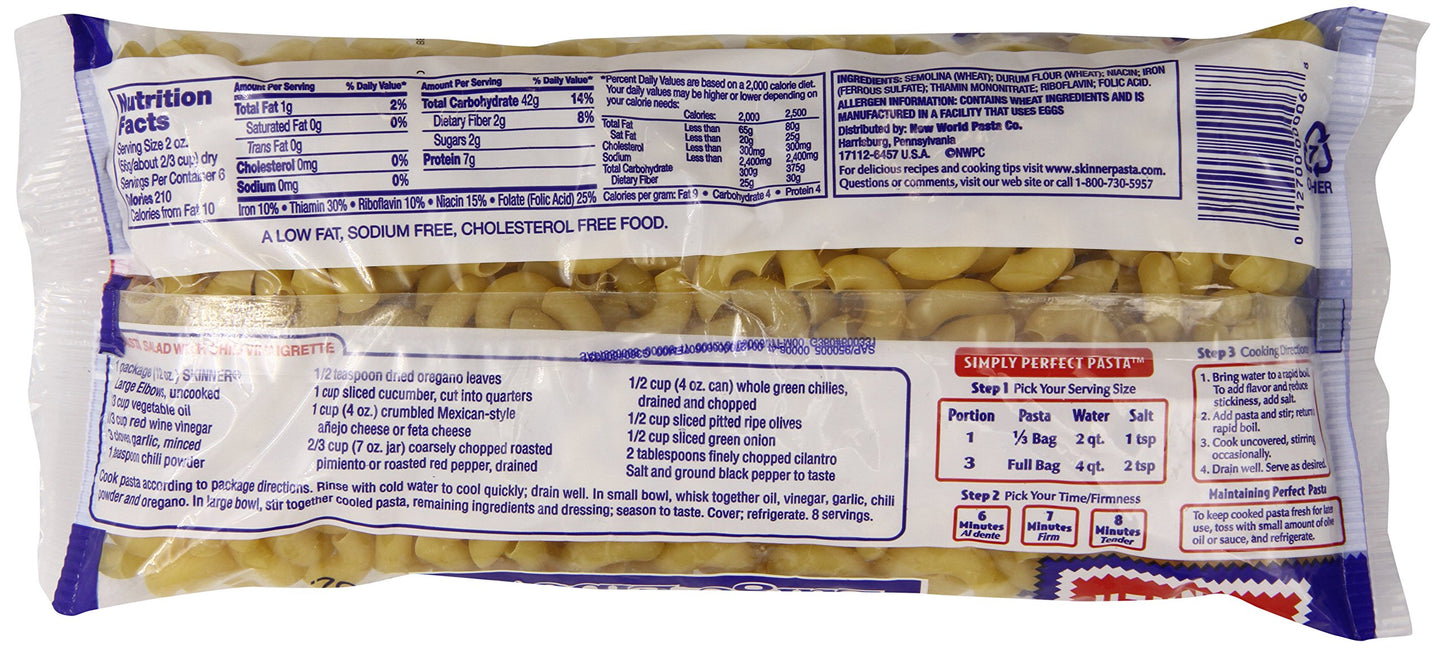 Nutrition
Facts
Serving Size 2 oz.
(56g/about 2/3 cup) dry
Servings Per Container 6
Calories 210
Calories from Fat 10
Amount Per Serving % Daily Value*
Total Fat 1g 2%
Saturated Fat 0g 0%
Trans Fat 0g
Cholesterol 0mg 0%
Sodium 0mg 0%
Amount Per Serving % Daily Value*
Total Carbohydrate 42g 14%
Dietary Fiber 2g 8%
Sugars 2g
Protein 7g
Iron 10% • Thiamin 30% • Riboflavin 10% • Niacin 15% • Folate (Folic Acid) 25%
*Percent Daily Values are based on a 2,000 calorie diet.
Your daily values may be higher or lower depending on
your calorie needs:
Calories: 2,000 2,500
Total Fat Less than 65g 80g
Sat Fat Less than 20g 25g
Cholesterol Less than 300mg 300mg
Sodium Less than 2,400mg 2,400mg
Total Carbohydrate 300g 375g
Dietary Fiber 25g 30g
Calories per gram: Fat 9 • Carbohydrate 4 • Protein 4
A LOW FAT, SODIUM FREE, CHOLESTEROL FREE FOOD.
INGREDIENTS: SEMOLINA (WHEAT); DURUM FLOUR (WHEAT); NIACIN; IRON
(FERROUS SULFATE); THIAMIN MONONITRATE; RIBOFLAVIN; FOLIC ACID.
ALLERGEN INFORMATION: CONTAINS WHEAT INGREDIENTS AND IS
MANUFACTURED IN A FACILITY THAT USES EGGS
Distributed by: New World Pasta Co.
Harrisburg, Pennsylvania
17112-6457 U.S.A. ©NWPC
For delicious recipes and cooking tips visit www.skinnerpasta.com.
Questions or comments, visit our web site or call 1-800-730-5957
7
PASTA SALAD WITH CHILI VINAIGRETTE
1 package (12 oz.) SKINNER®
Large Elbows, uncooked
/3 cup vegetable oil
/3 cup red wine vinegar
cloves garlic, minced
1 teaspoon chili powder
1/2 teaspoon dried oregano leaves
1 cup sliced cucumber, cut into quarters
1 cup (4 oz.) crumbled Mexican-style
añejo cheese or feta cheese
2/3 cup (7 oz. jar) coarsely chopped roasted
pimiento or roasted red pepper, drained
1/2 cup (4 oz. can) whole green chilies,
drained and chopped
1/2 cup sliced pitted ripe olives
1/2 cup sliced green onion
2 tablespoons finely chopped cilantro
Salt and ground black pepper to taste
Cook pasta according to package directions. Rinse with cold water to cool quickly; drain well. In small bowl, whisk together oil, vinegar, garlic, chili
powder and oregano. In large bowl, stir together cooled pasta, remaining ingredients and dressing; season to taste. Cover; refrigerate. 8 servings.
SIMPLY PERFECT PASTA™
Step 1 Pick Your Serving Size
Portion Pasta Water Salt
1 ⅓ Bag 2 qt. 1 tsp
3 Full Bag 4 qt. 2 tsp
Step 2 Pick Your Time/Firmness
6 Minutes Al dente
7 Minutes Firm
8 Minutes Tender
Step 3 Cooking Directions
1. Bring water to a rapid boil.
To add flavor and reduce
stickiness, add salt.
2. Add pasta and stir; return
rapid boil.
3. Cook uncovered, stirring
occasionally.
4. Drain well. Serve as desired.
Maintaining Perfect Pasta
To keep cooked pasta fresh for later
use, toss with small amount of olive
oil or sauce, and refrigerate.